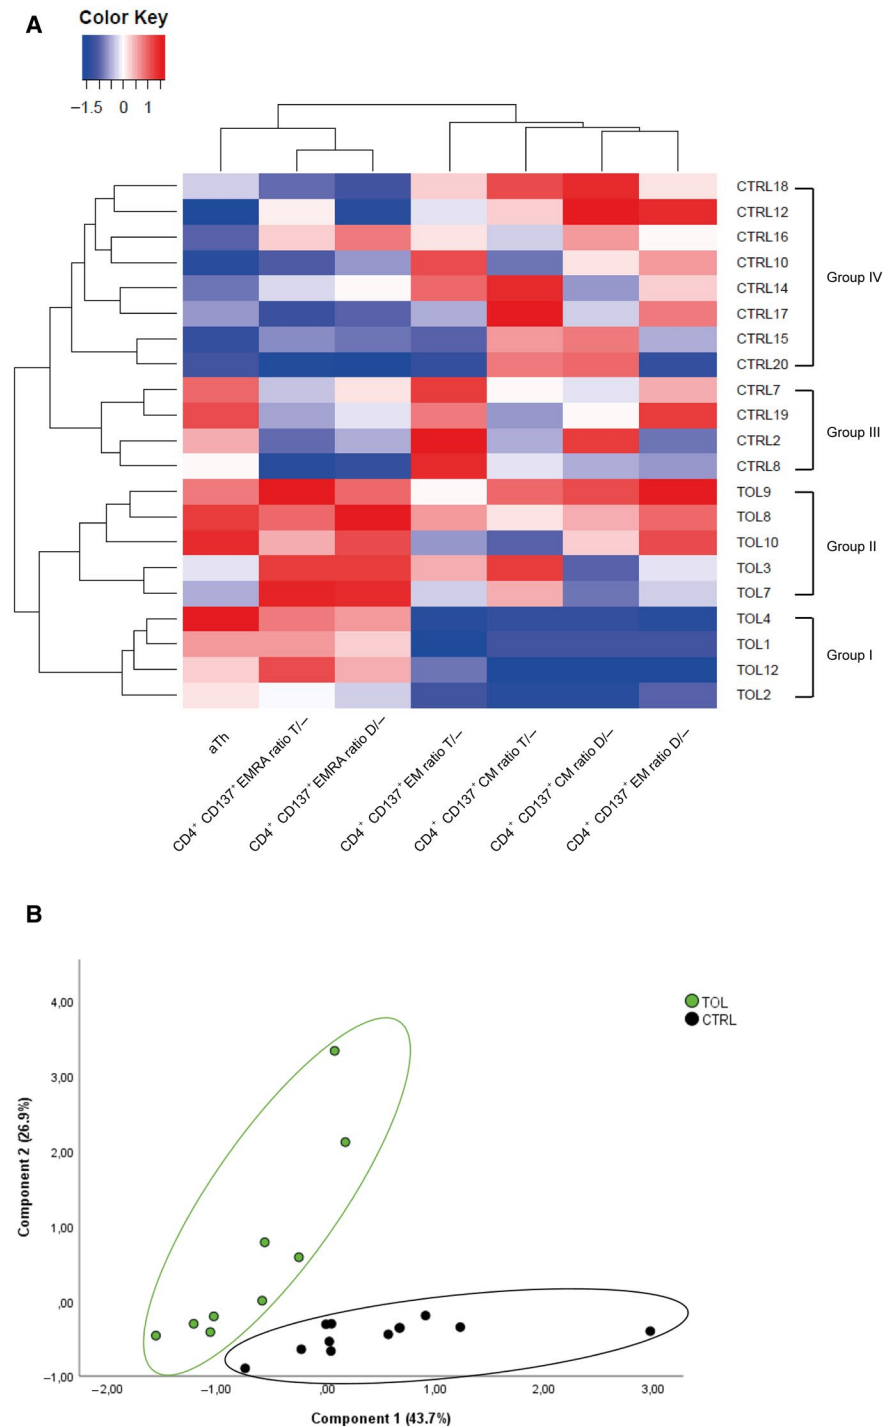 A
Color Key
−1.5 0 1
CTRL18
CTRL12
CTRL16
CTRL10
CTRL14
CTRL17
CTRL15
CTRL20
Group IV
CTRL7
CTRL19
CTRL2
CTRL8
Group III
TOL9
TOL8
TOL10
TOL3
TOL7
Group II
TOL4
TOL1
TOL12
TOL2
Group I
aTh
CD4⁺ CD137⁺ EMRA ratio T/−
CD4⁺ CD137⁺ EMRA ratio D/−
CD4⁺ CD137⁺ EM ratio T/−
CD4⁺ CD137⁺ CM ratio T/−
CD4⁺ CD137⁺ CM ratio D/−
CD4⁺ CD137⁺ EM ratio D/−
B
TOL
CTRL
Component 2 (26.9%)
4,00
3,00
2,00
1,00
,00
−1,00
−2,00 −1,00 ,00 1,00 2,00 3,00
Component 1 (43.7%)